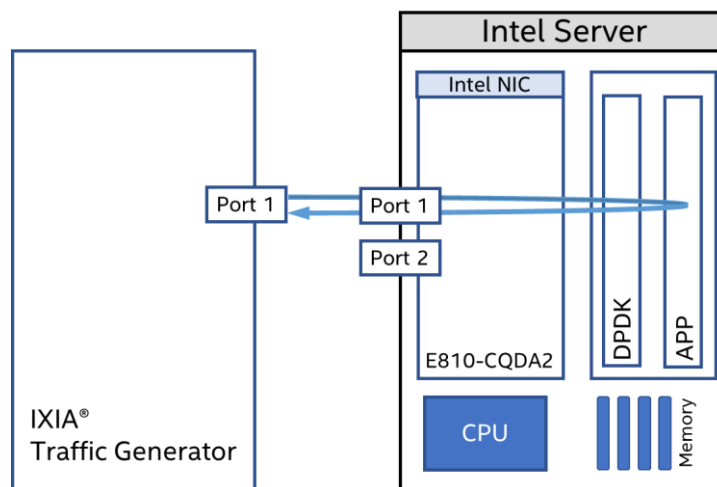 Intel Server
Intel NIC
Port 1
Port 1
Port 2
E810-CQDA2
DPDK
APP
IXIA®
Traffic Generator
CPU
Memory